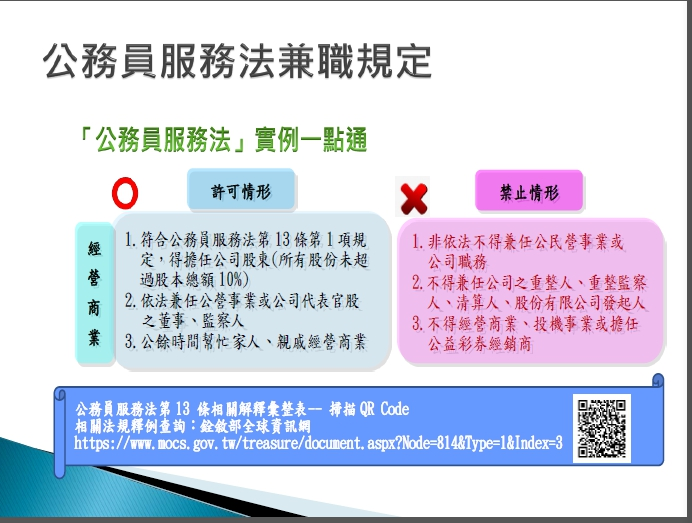 公務員服務法兼職規定
「公務員服務法」實例一點通
許可情形
禁止情形
經營商業
1. 符合公務員服務法第 13 條第 1 項規
定，得擔任公司股東(所有股份未超
過股本總額 10%)
2. 依法兼任公營事業或公司代表官股
之董事、監察人
3. 公餘時間幫忙家人、親戚經營商業
1. 非依法不得兼任公民營事業或
公司職務
2. 不得兼任公司之重整人、重整監察
人、清算人、股份有限公司發起人
3. 不得經營商業、投機事業或擔任
公益彩券經銷商
公務員服務法第 13 條相關解釋彙整表-- 掃描 QR Code
相關法規釋例查詢：銓敘部全球資訊網
https://www.mocs.gov.tw/treasure/document.aspx?Node=814&Type=1&Index=3